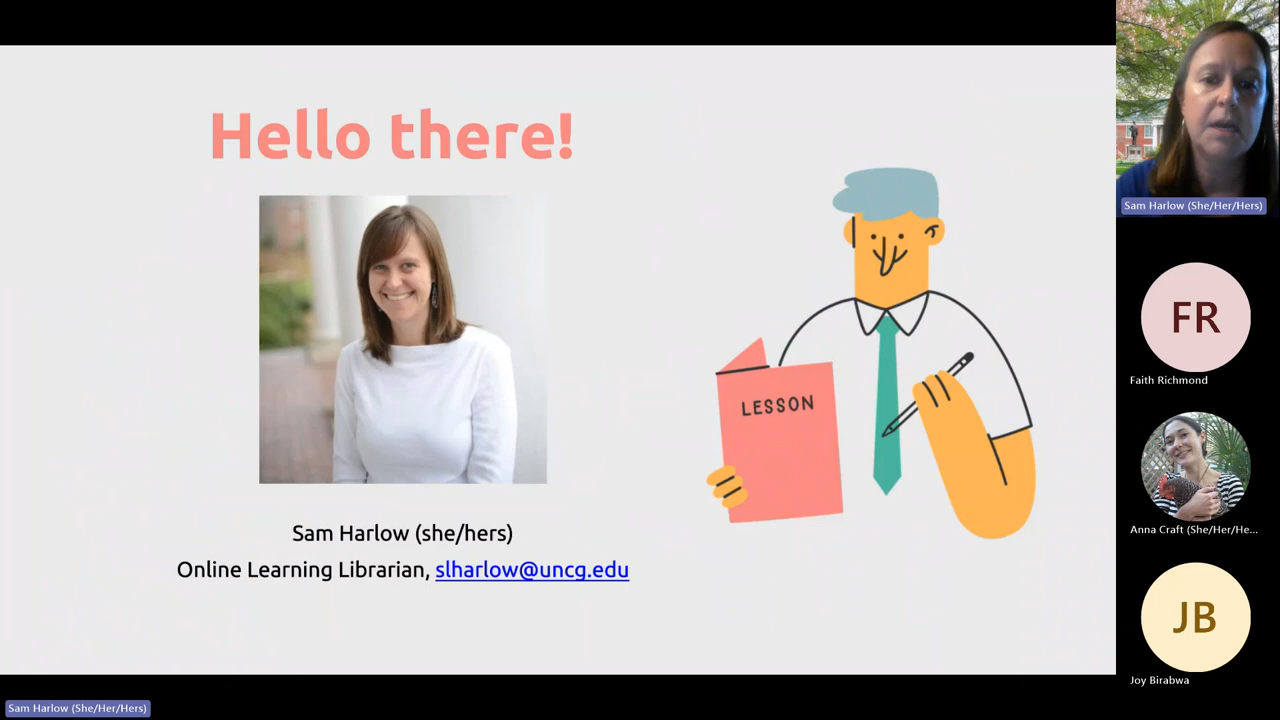 Hello there!
LESSON
Sam Harlow (she/hers)
Online Learning Librarian, slharlow@uncg.edu
Sam Harlow (She/Her/Hers)
FR
Faith Richmond
Anna Craft (She/Her/He...
JB
Joy Birabwa
Sam Harlow (She/Her/Hers)